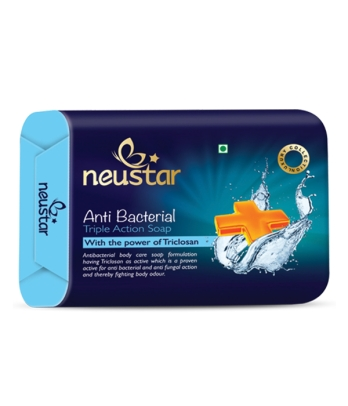 neustar
Anti Bacterial
Triple Action Soap
With the power of Triclosan
Antibacterial body care soap formulation
having Triclosan as active which is a proven
active for anti bacterial and anti fungal action
and thereby fighting body odour.
neustar